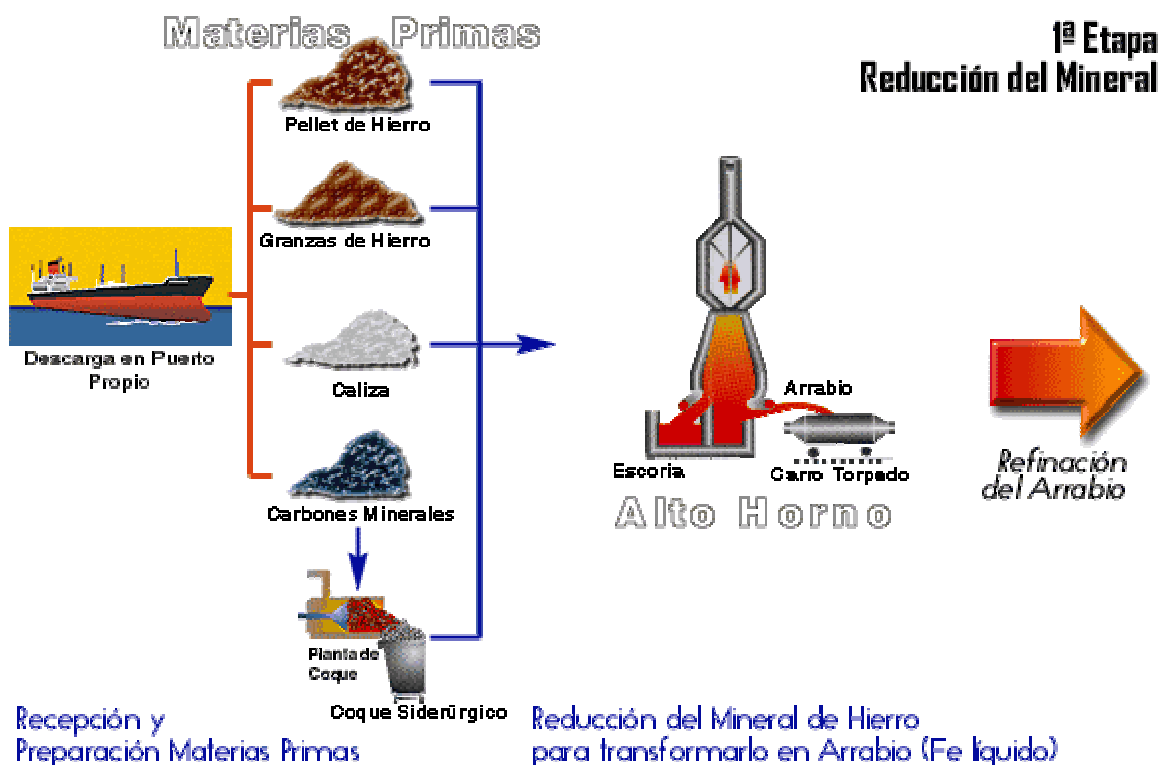 Materias Primas
1ª Etapa
Reducción del Mineral
Pellet de Hierro
Granzas de Hierro
Descarga en Puerto
Propio
Caliza
Carbones Minerales
Planta de
Coque
Coque Siderúrgico
Arrabio
Escoria
Carro Torpedo
Alto Horno
Refinación
del Arrabio
Recepción y
Preparación Materias Primas
Reducción del Mineral de Hierro
para transformarlo en Arrabio (Fe líquido)